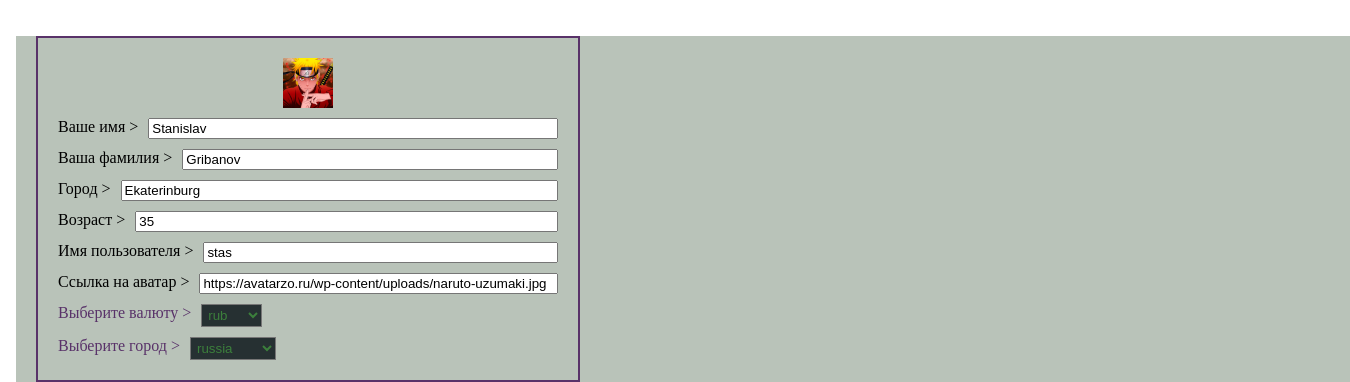 Ваше имя > Stanislav
Ваша фамилия > Gribanov
Город > Ekaterinburg
Возраст > 35
Имя пользователя > stas
Ссылка на аватар > https://avatarzo.ru/wp-content/uploads/naruto-uzumaki.jpg
Выберите валюту > rub
Выберите город > russia